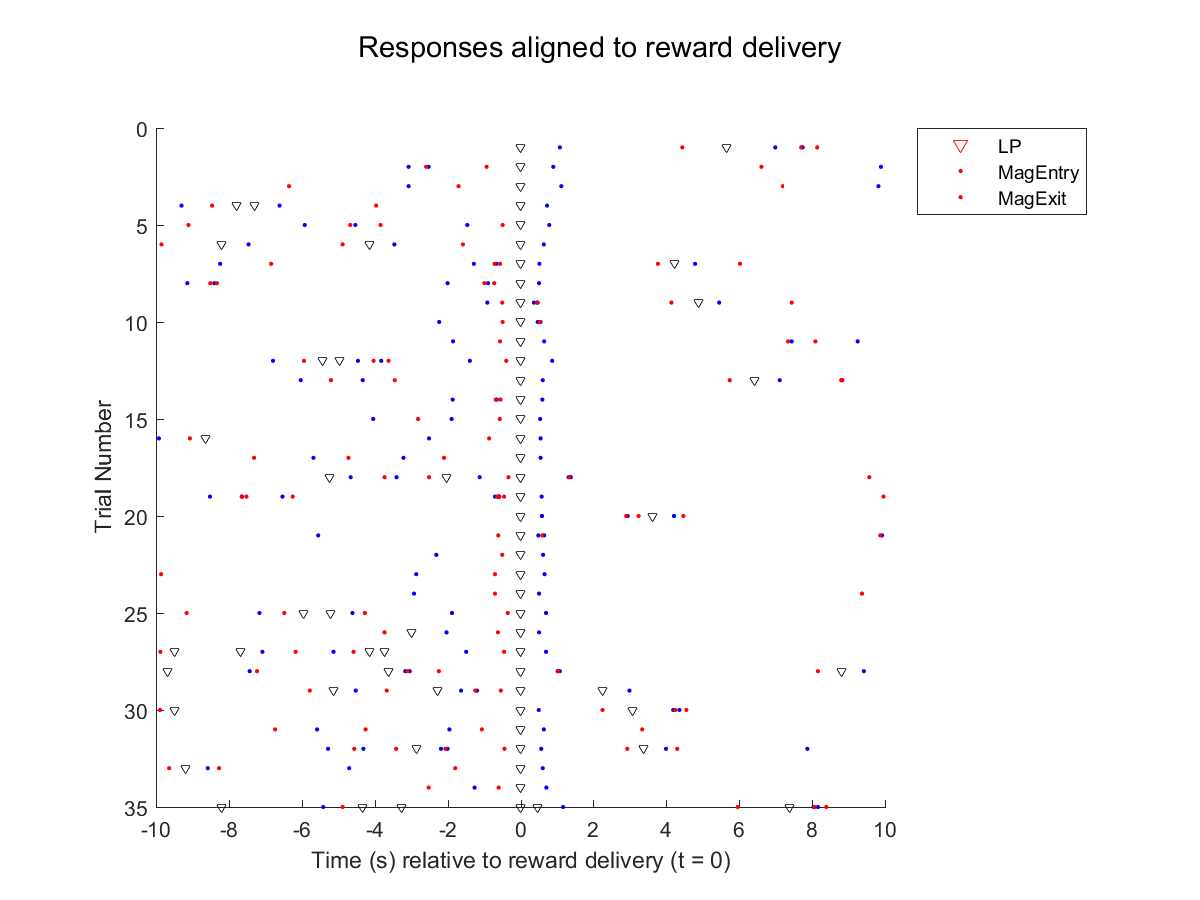 Responses aligned to reward delivery
LP
MagEntry
MagExit
Trial Number
0
5
10
15
20
25
30
35
-10 -8 -6 -4 -2 0 2 4 6 8 10
Time (s) relative to reward delivery (t = 0)